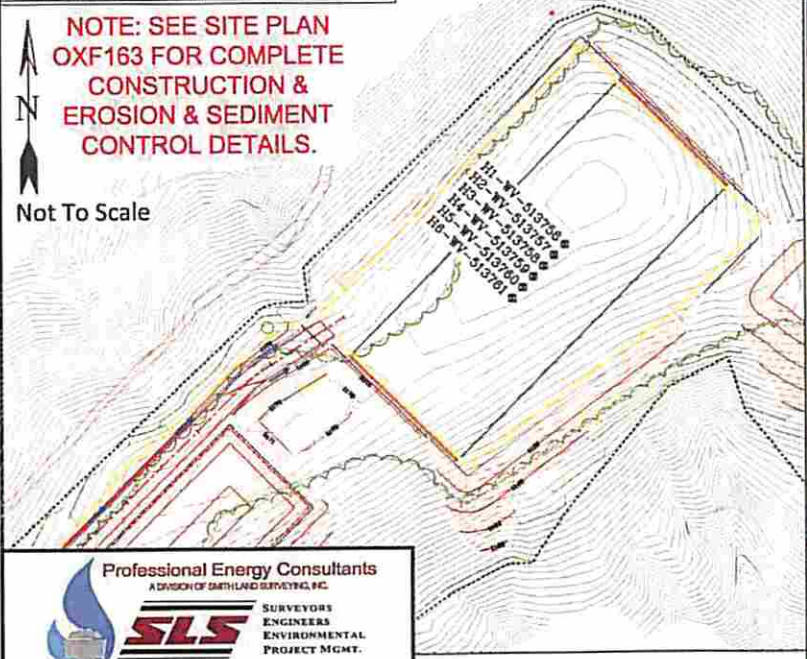 NOTE: SEE SITE PLAN
OXF163 FOR COMPLETE
CONSTRUCTION &
EROSION & SEDIMENT
CONTROL DETAILS.
N
Not To Scale
H1-WV-513756
H2-WV-513757
H3-WV-513758
H4-WV-513759
H5-WV-513760
H6-WV-513761
Professional Energy Consultants
A DIVISION OF SMITH LAND SURVEYING, INC.
SLS
SURVEYORS
ENGINEERS
ENVIRONMENTAL
PROJECT MGMT.